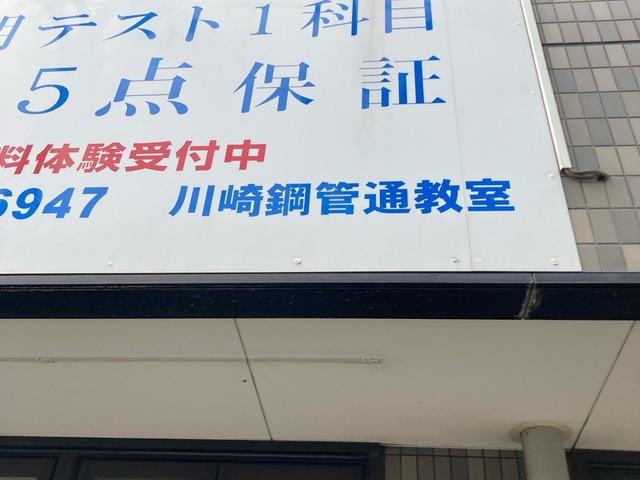 テスト1科目
5点保証
料体験受付中
6947 川崎鋼管通教室